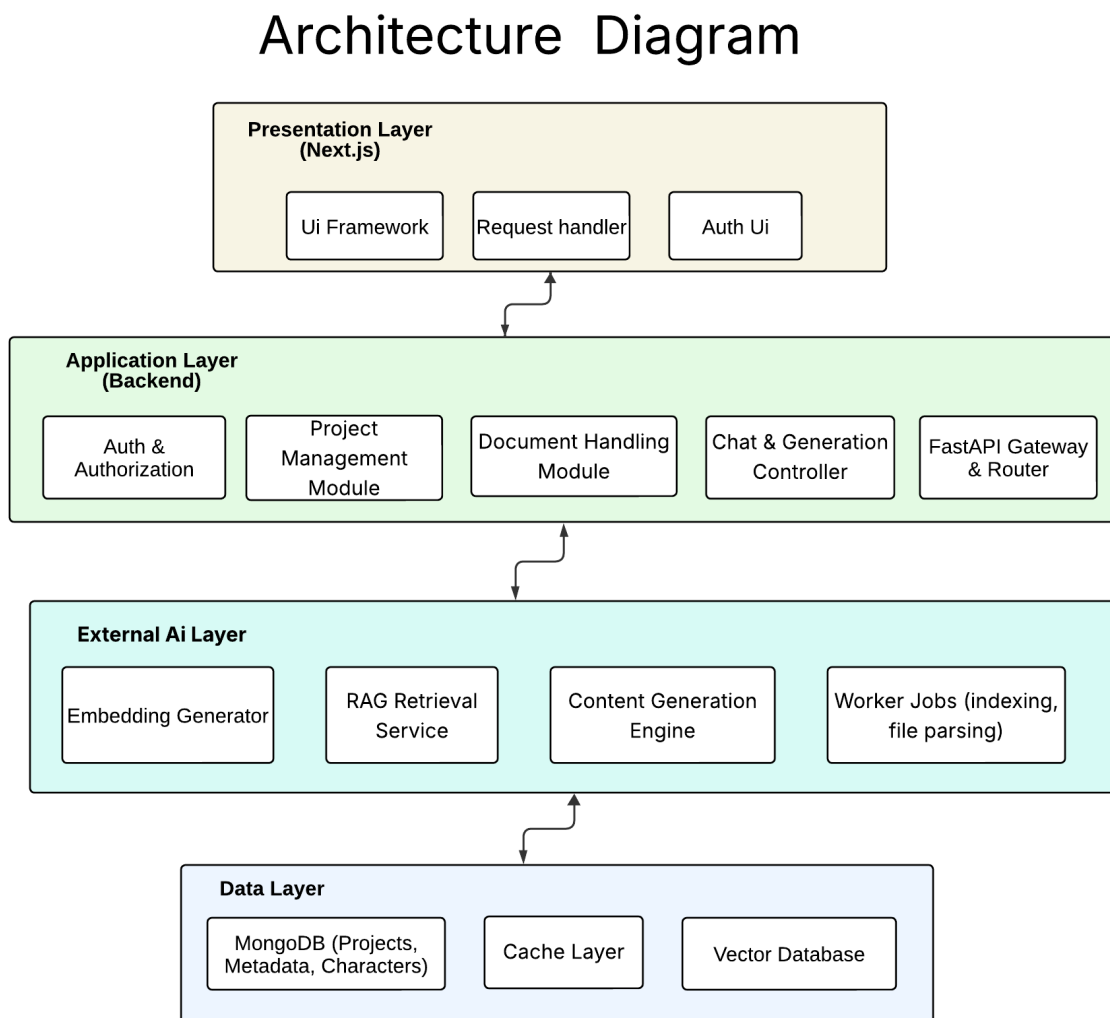 Architecture Diagram
Presentation Layer
(Next.js)
Ui Framework
Request handler
Auth Ui
Application Layer
(Backend)
Auth &
Authorization
Project
Management
Module
Document Handling
Module
Chat & Generation
Controller
FastAPI Gateway
& Router
External Ai Layer
Embedding Generator
RAG Retrieval
Service
Content Generation
Engine
Worker Jobs (indexing,
file parsing)
Data Layer
MongoDB (Projects,
Metadata, Characters)
Cache Layer
Vector Database